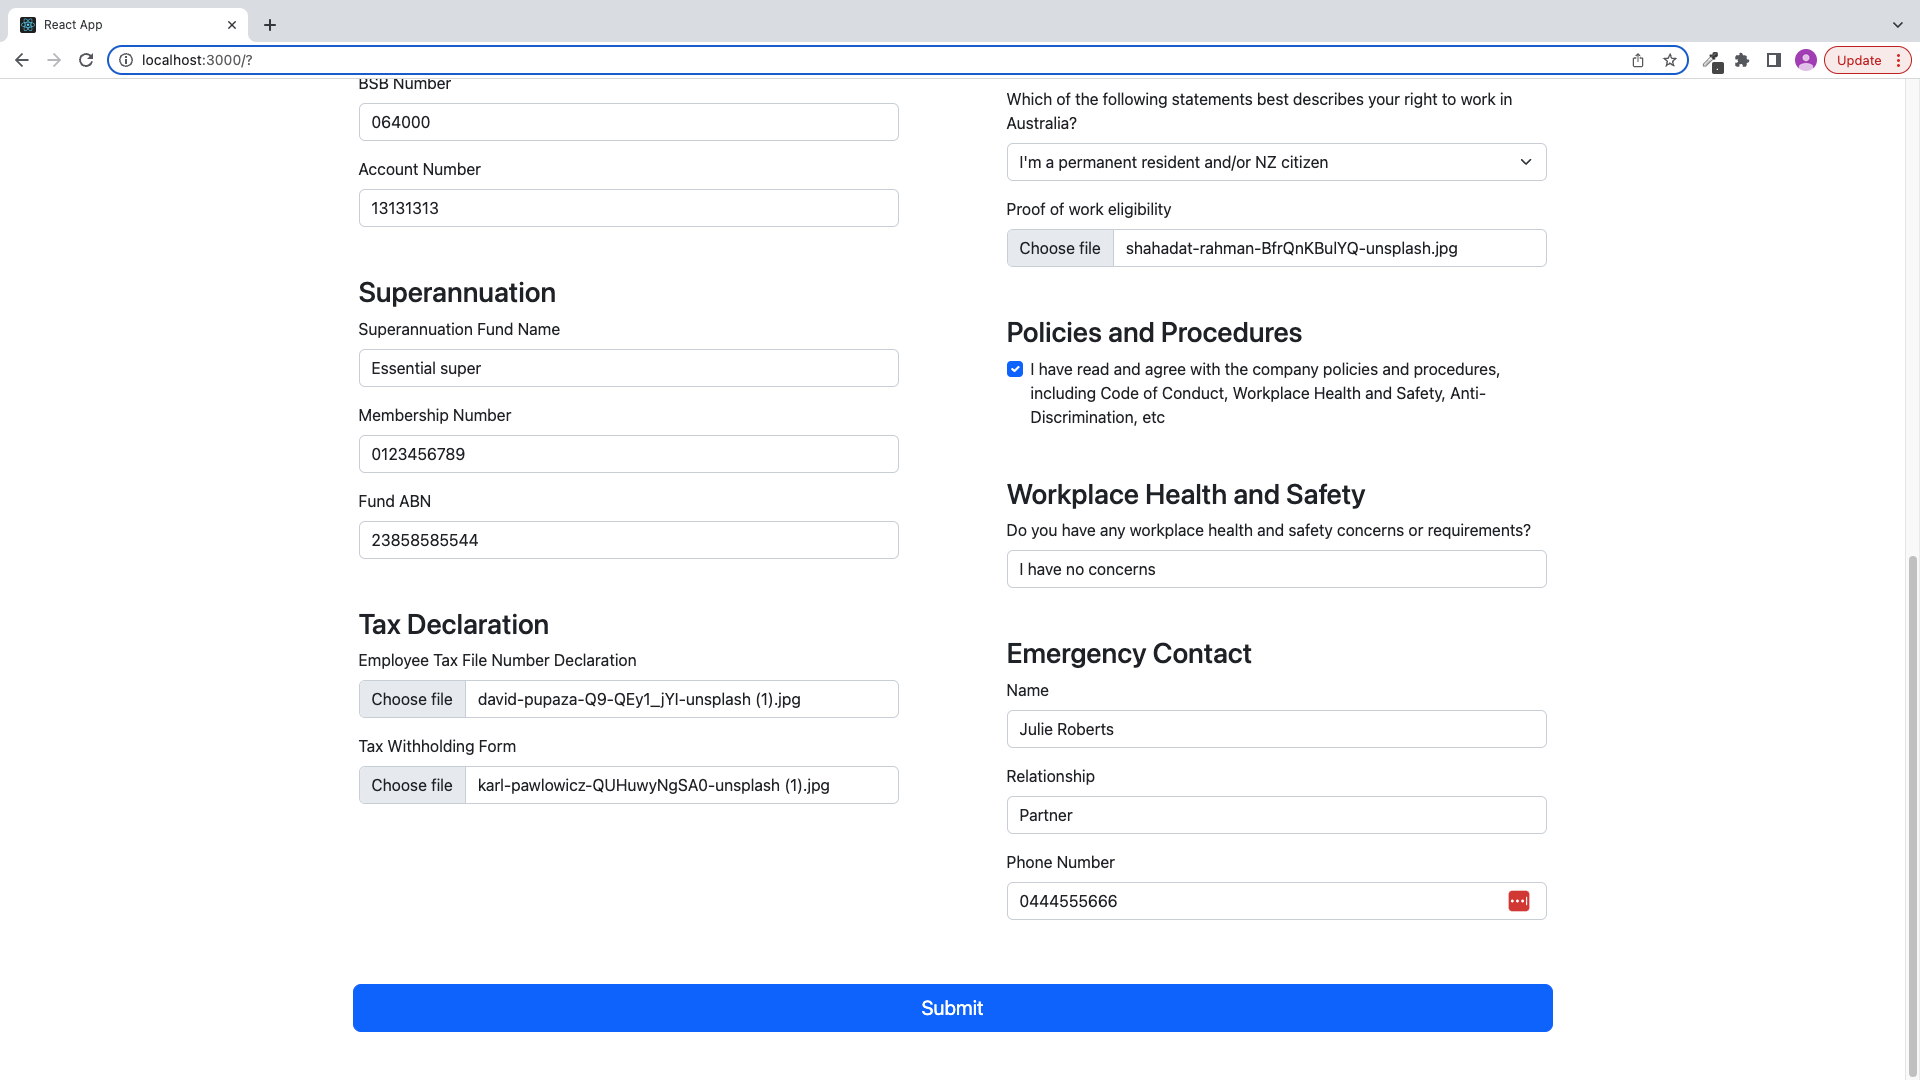 React App
localhost:3000/?
Update
BSB Number
064000
Account Number
13131313
Superannuation
Superannuation Fund Name
Essential super
Membership Number
0123456789
Fund ABN
23858585544
Tax Declaration
Employee Tax File Number Declaration
Choose file david-pupaza-Q9-QEy1_jYI-unsplash (1).jpg
Tax Withholding Form
Choose file karl-pawlowicz-QUHuwyNgSA0-unsplash (1).jpg
Which of the following statements best describes your right to work in
Australia?
I'm a permanent resident and/or NZ citizen
Proof of work eligibility
Choose file shahadat-rahman-BfrQnKBulYQ-unsplash.jpg
Policies and Procedures
I have read and agree with the company policies and procedures,
including Code of Conduct, Workplace Health and Safety, Anti-
Discrimination, etc
Workplace Health and Safety
Do you have any workplace health and safety concerns or requirements?
I have no concerns
Emergency Contact
Name
Julie Roberts
Relationship
Partner
Phone Number
0444555666
Submit